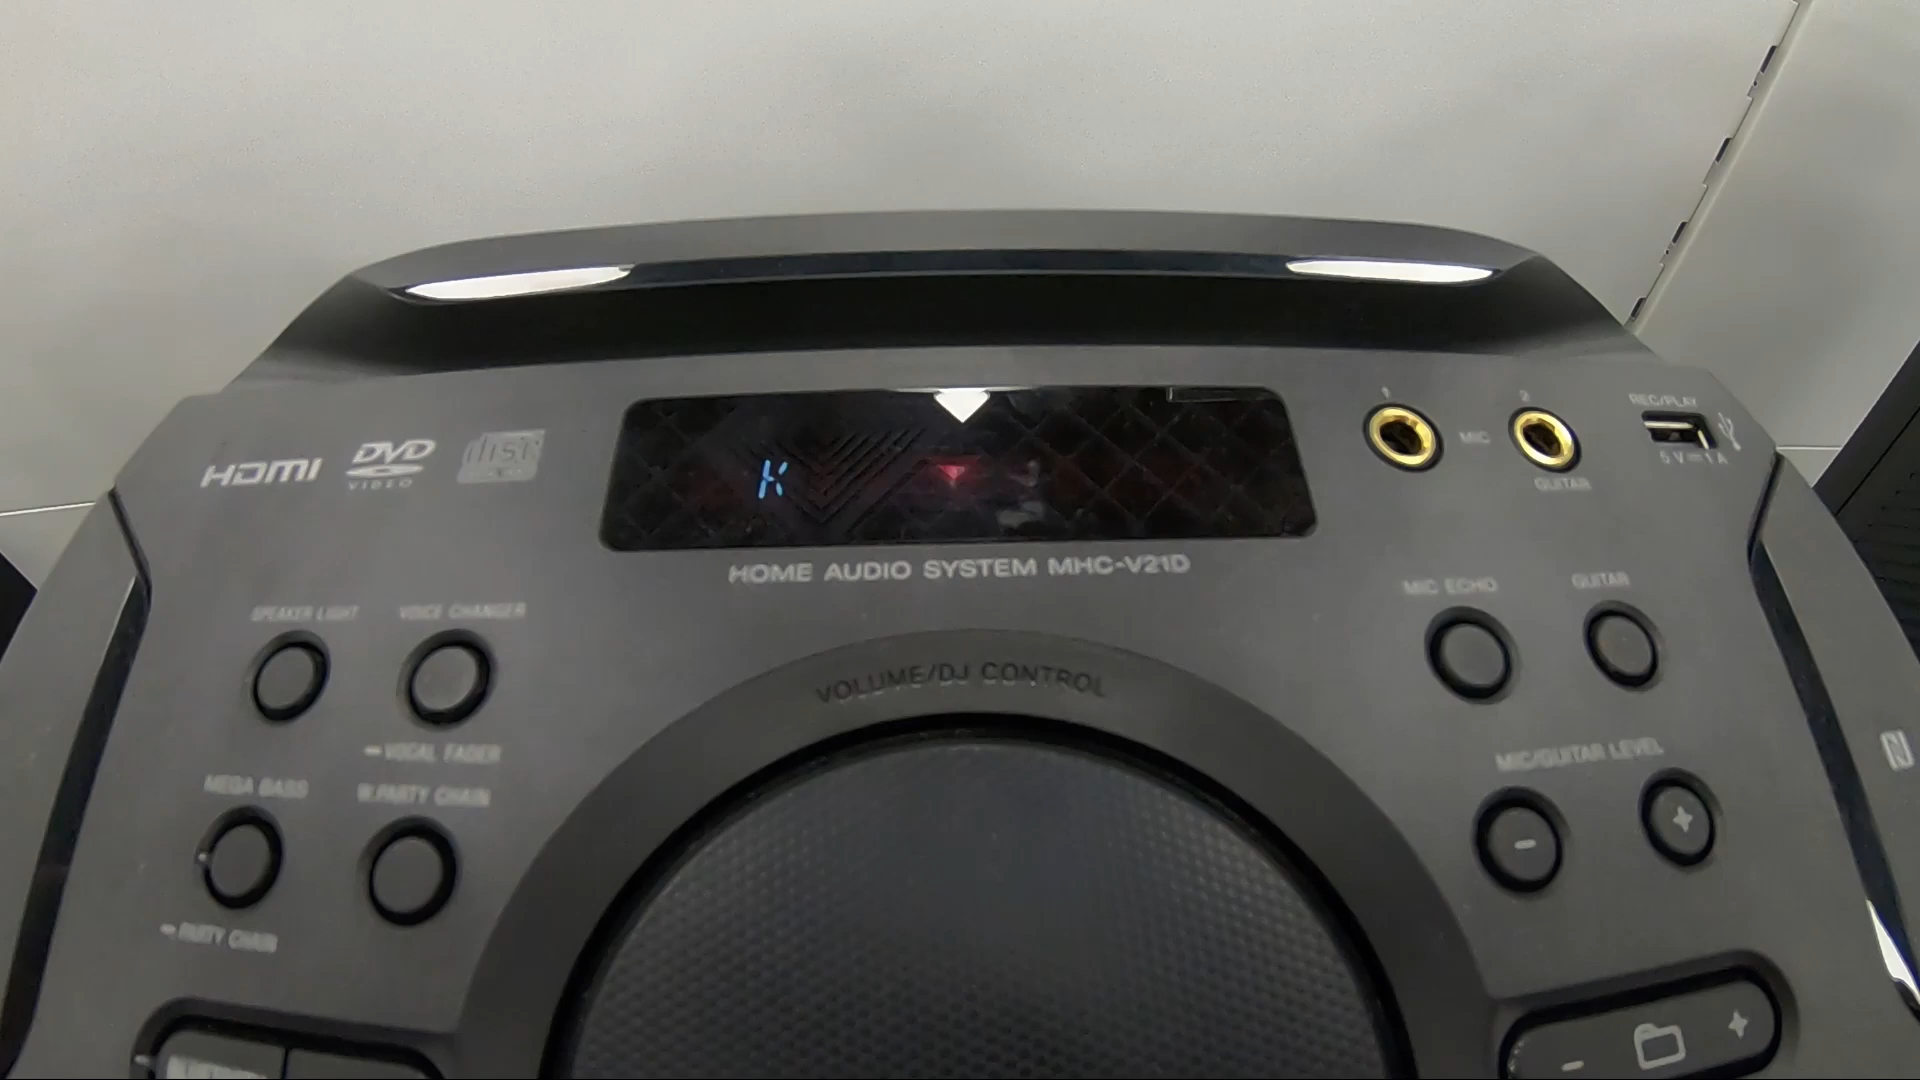 HDMI
DVD
VIDEO
disc
K
HOME AUDIO SYSTEM MHC-V21D
1
MIC
2
GUITAR
REC/PLAY
5 V⎓1 A
SPEAKER LIGHT
VOICE CHANGER
VOCAL FADER
MEGA BASS
W.PARTY CHAIN
PARTY CHAIN
VOLUME/DJ CONTROL
MIC ECHO
GUITAR
MIC/GUITAR LEVEL
-
+
-
+